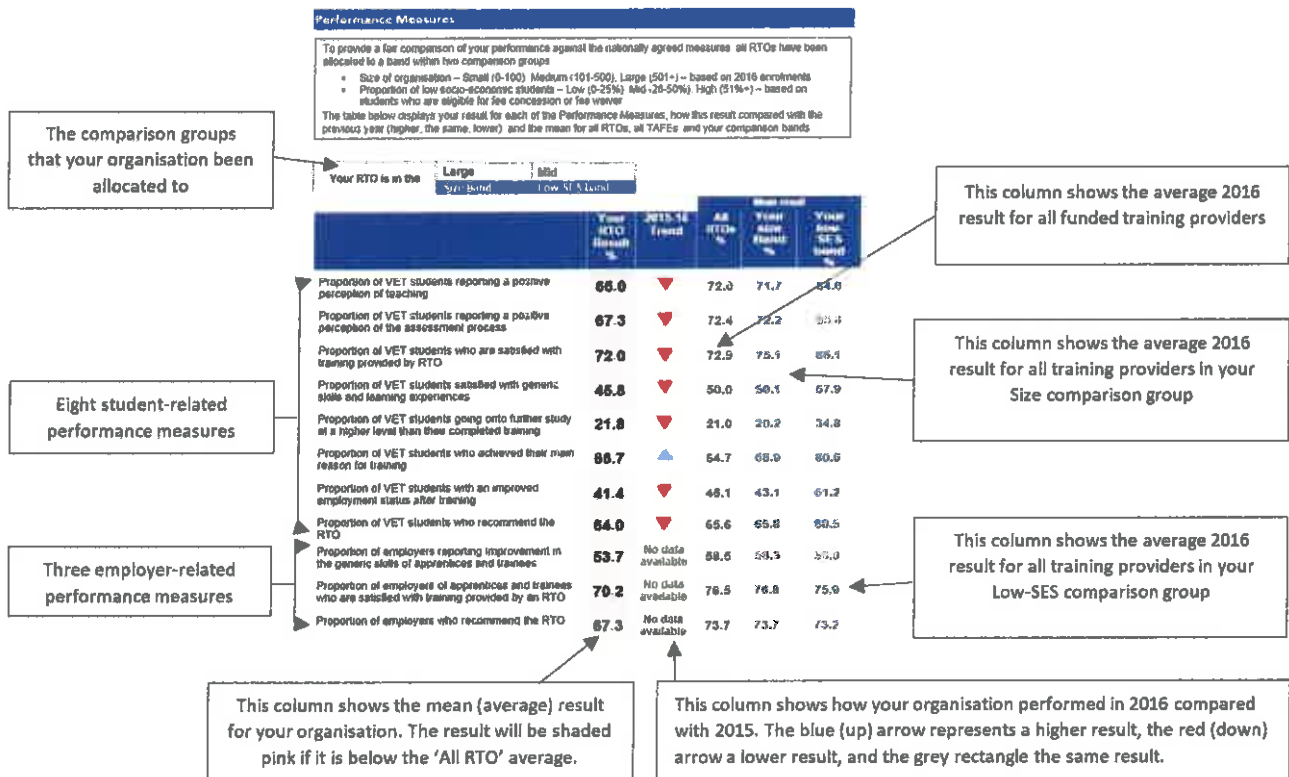 Performance Measures
To provide a fair comparison of your performance against the nationally agreed measures all RTOs have been
allocated to a band within two comparison groups
• Size of organisation – Small (0-100) Medium (101-500), Large (501+) – based on 2016 enrolments
• Proportion of low socio-economic students – Low (0-25%) Mid (26-50%) High (51%+) – based on
students who are eligible for fee concession or fee waiver
The table below displays your result for each of the Performance Measures, how this result compared with the
previous year (higher, the same, lower) and the mean for all RTOs, all TAFEs and your comparison bands
The comparison groups
that your organisation been
allocated to
Your RTO is in the
Large Mid
Size Band Low SES band
This column shows the average 2016
result for all funded training providers
Your RTO Result %
2015-16 Trend
All RTOs %
Your size Band %
Your low SES band %
Proportion of VET students reporting a positive
perception of teaching 72.0 71.7
Proportion of VET students reporting a positive
perception of the assessment process 67.3 72.4 72.2
Proportion of VET students who are satisfied with
training provided by RTO 72.0 72.9
Proportion of VET students satisfied with generic
skills and learning experiences 45.8 50.0 50.1
Proportion of VET students going onto further study
at a higher level than their completed training 21.8 21.0 20.2 34.8
Proportion of VET students who achieved their main
reason for training
Proportion of VET students with an improved
employment status after training 41.4 43.1
Proportion of VET students who recommend the
RTO 64.0 65.6 65.8
Eight student-related
performance measures
This column shows the average 2016
result for all training providers in your
Size comparison group
Three employer-related
performance measures
Proportion of employers reporting improvement in
the generic skills of apprentices and trainees 53.7 No data available
Proportion of employers of apprentices and trainees
who are satisfied with training provided by an RTO 70.2 No data available 76.5 76.8 75.9
Proportion of employers who recommend the RTO 67.3 No data available 73.7 73.7 73.2
This column shows the average 2016
result for all training providers in your
Low-SES comparison group
This column shows the mean (average) result
for your organisation. The result will be shaded
pink if it is below the 'All RTO' average.
This column shows how your organisation performed in 2016 compared
with 2015. The blue (up) arrow represents a higher result, the red (down)
arrow a lower result, and the grey rectangle the same result.